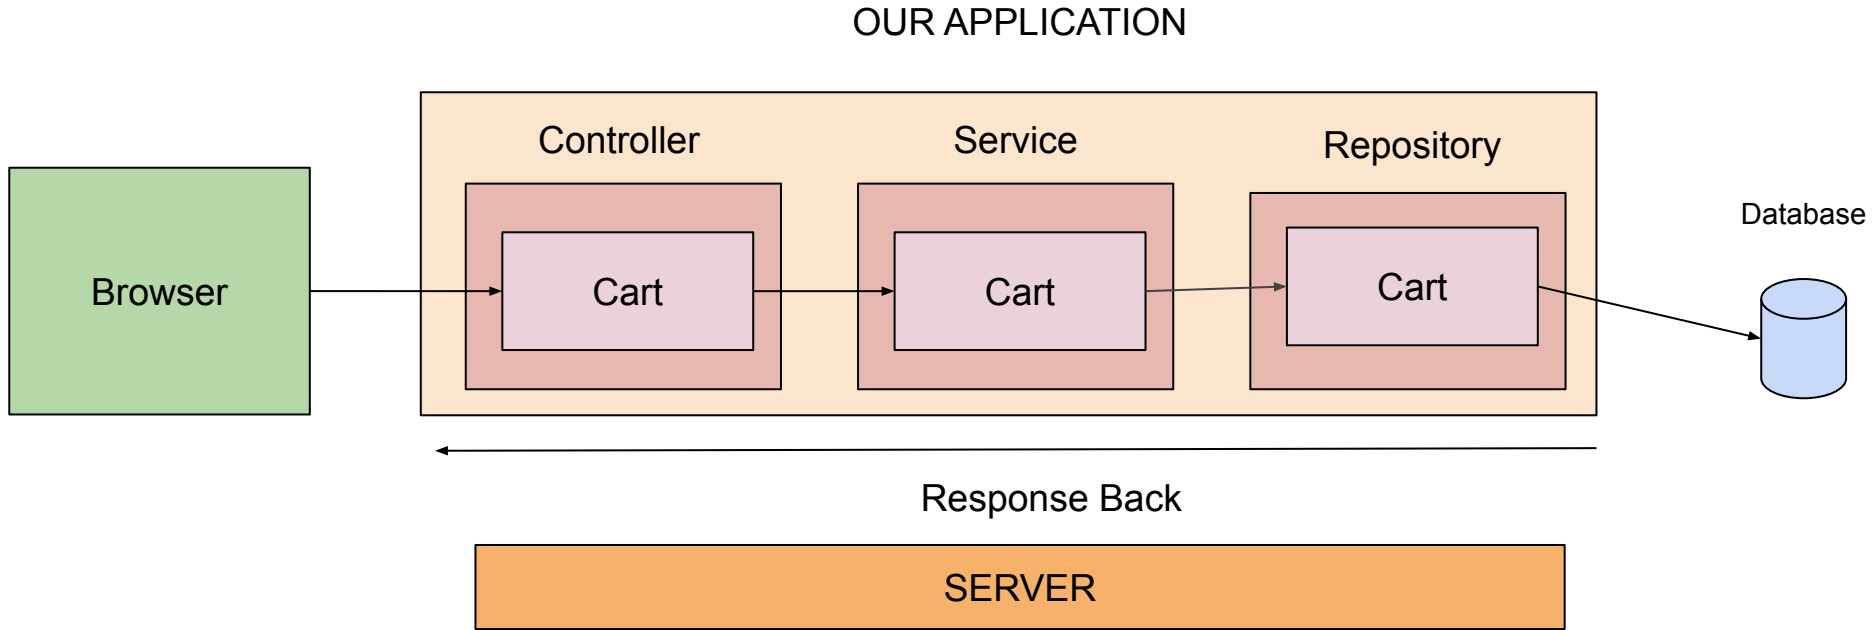 OUR APPLICATION
Controller
Service
Repository
Database
Browser
Cart
Cart
Cart
Response Back
SERVER